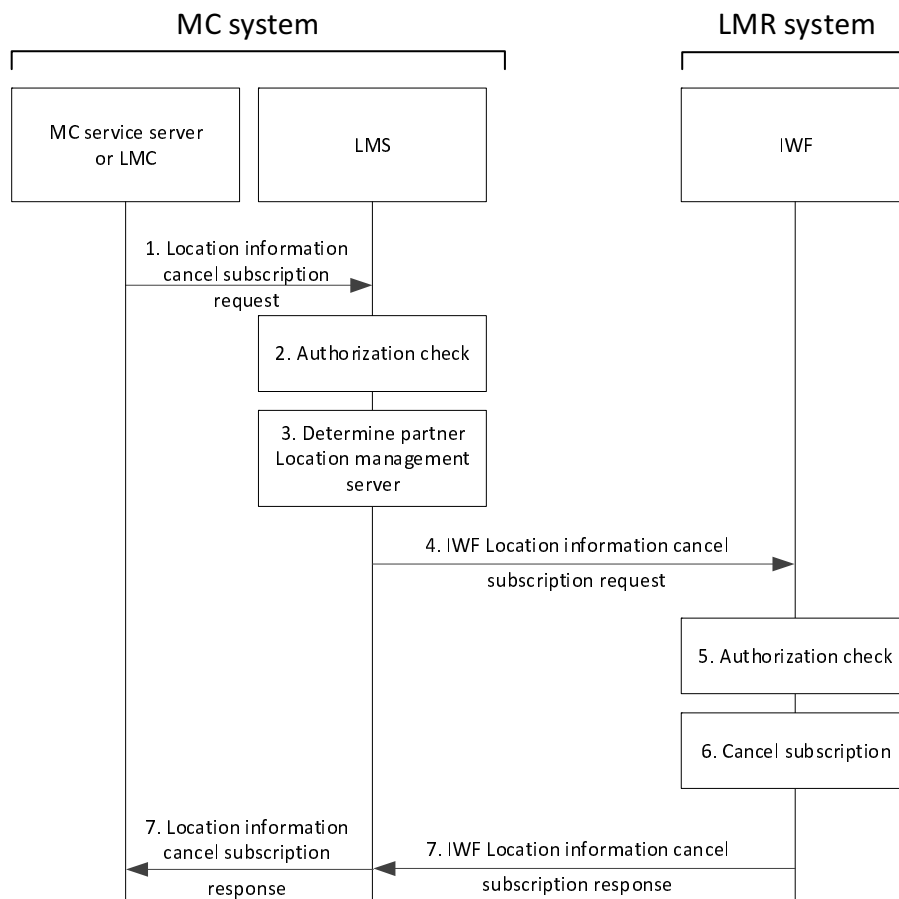 MC system
LMR system
MC service server
or LMC
LMS
IWF
1. Location information
cancel subscription
request
2. Authorization check
3. Determine partner
Location management
server
4. IWF Location information cancel
subscription request
5. Authorization check
6. Cancel subscription
7. Location information
cancel subscription
response
7. IWF Location information cancel
subscription response